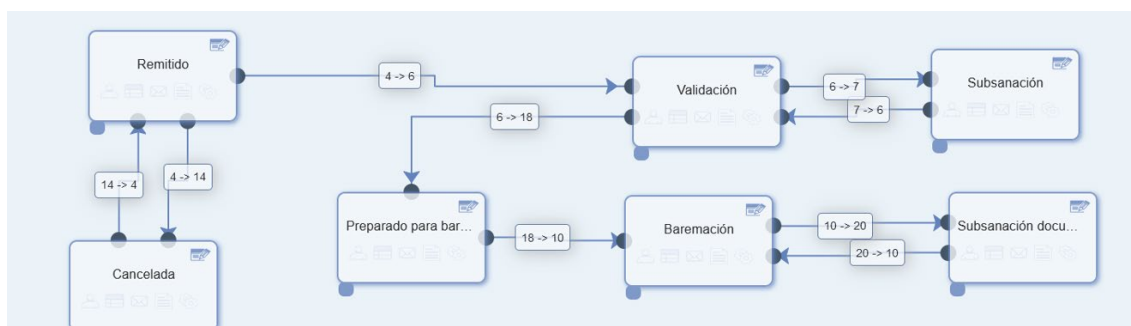 Remitido
4 -> 6
Validación
6 -> 7
Subsanación
7 -> 6
6 -> 18
14 -> 4
4 -> 14
Preparado para bar...
18 -> 10
Baremación
10 -> 20
Subsanación docu...
20 -> 10
Cancelada